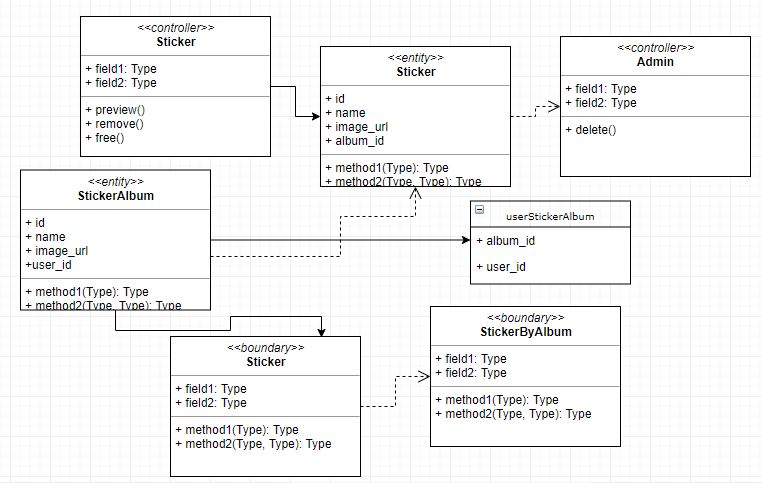 <<controller>>
Sticker
+ field1: Type
+ field2: Type
+ preview()
+ remove()
+ free()
<<entity>>
Sticker
+ id
+ name
+ image_url
+ album_id
+ method1(Type): Type
+ method2(Type, Type): Type
<<controller>>
Admin
+ field1: Type
+ field2: Type
+ delete()
<<entity>>
StickerAlbum
+ id
+ name
+ image_url
+user_id
+ method1(Type): Type
+ method2(Type, Type): Type
userStickerAlbum
+ album_id
+ user_id
<<boundary>>
Sticker
+ field1: Type
+ field2: Type
+ method1(Type): Type
+ method2(Type, Type): Type
<<boundary>>
StickerByAlbum
+ field1: Type
+ field2: Type
+ method1(Type): Type
+ method2(Type, Type): Type